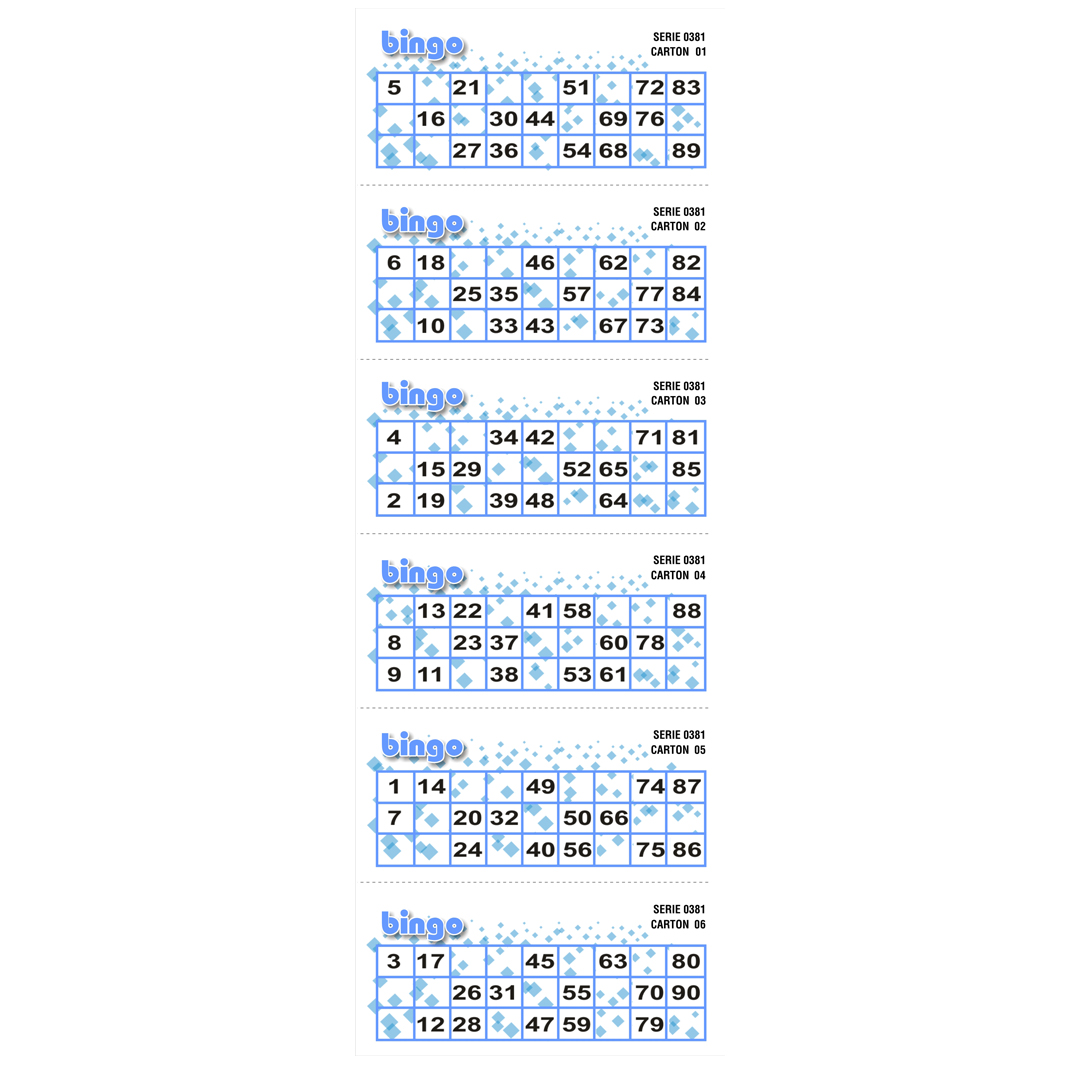 bingo
SERIE 0381
CARTON 01
5 21 51 72 83
16 30 44 69 76
27 36 54 68 89
bingo
SERIE 0381
CARTON 02
6 18 46 62 82
25 35 57 77 84
10 33 43 67 73
bingo
SERIE 0381
CARTON 03
4 34 42 71 81
15 29 52 65 85
2 19 39 48 64
bingo
SERIE 0381
CARTON 04
13 22 41 58 88
8 23 37 60 78
9 11 38 53 61
bingo
SERIE 0381
CARTON 05
1 14 49 74 87
7 20 32 50 66
24 40 56 75 86
bingo
SERIE 0381
CARTON 06
3 17 45 63 80
26 31 55 70 90
12 28 47 59 79